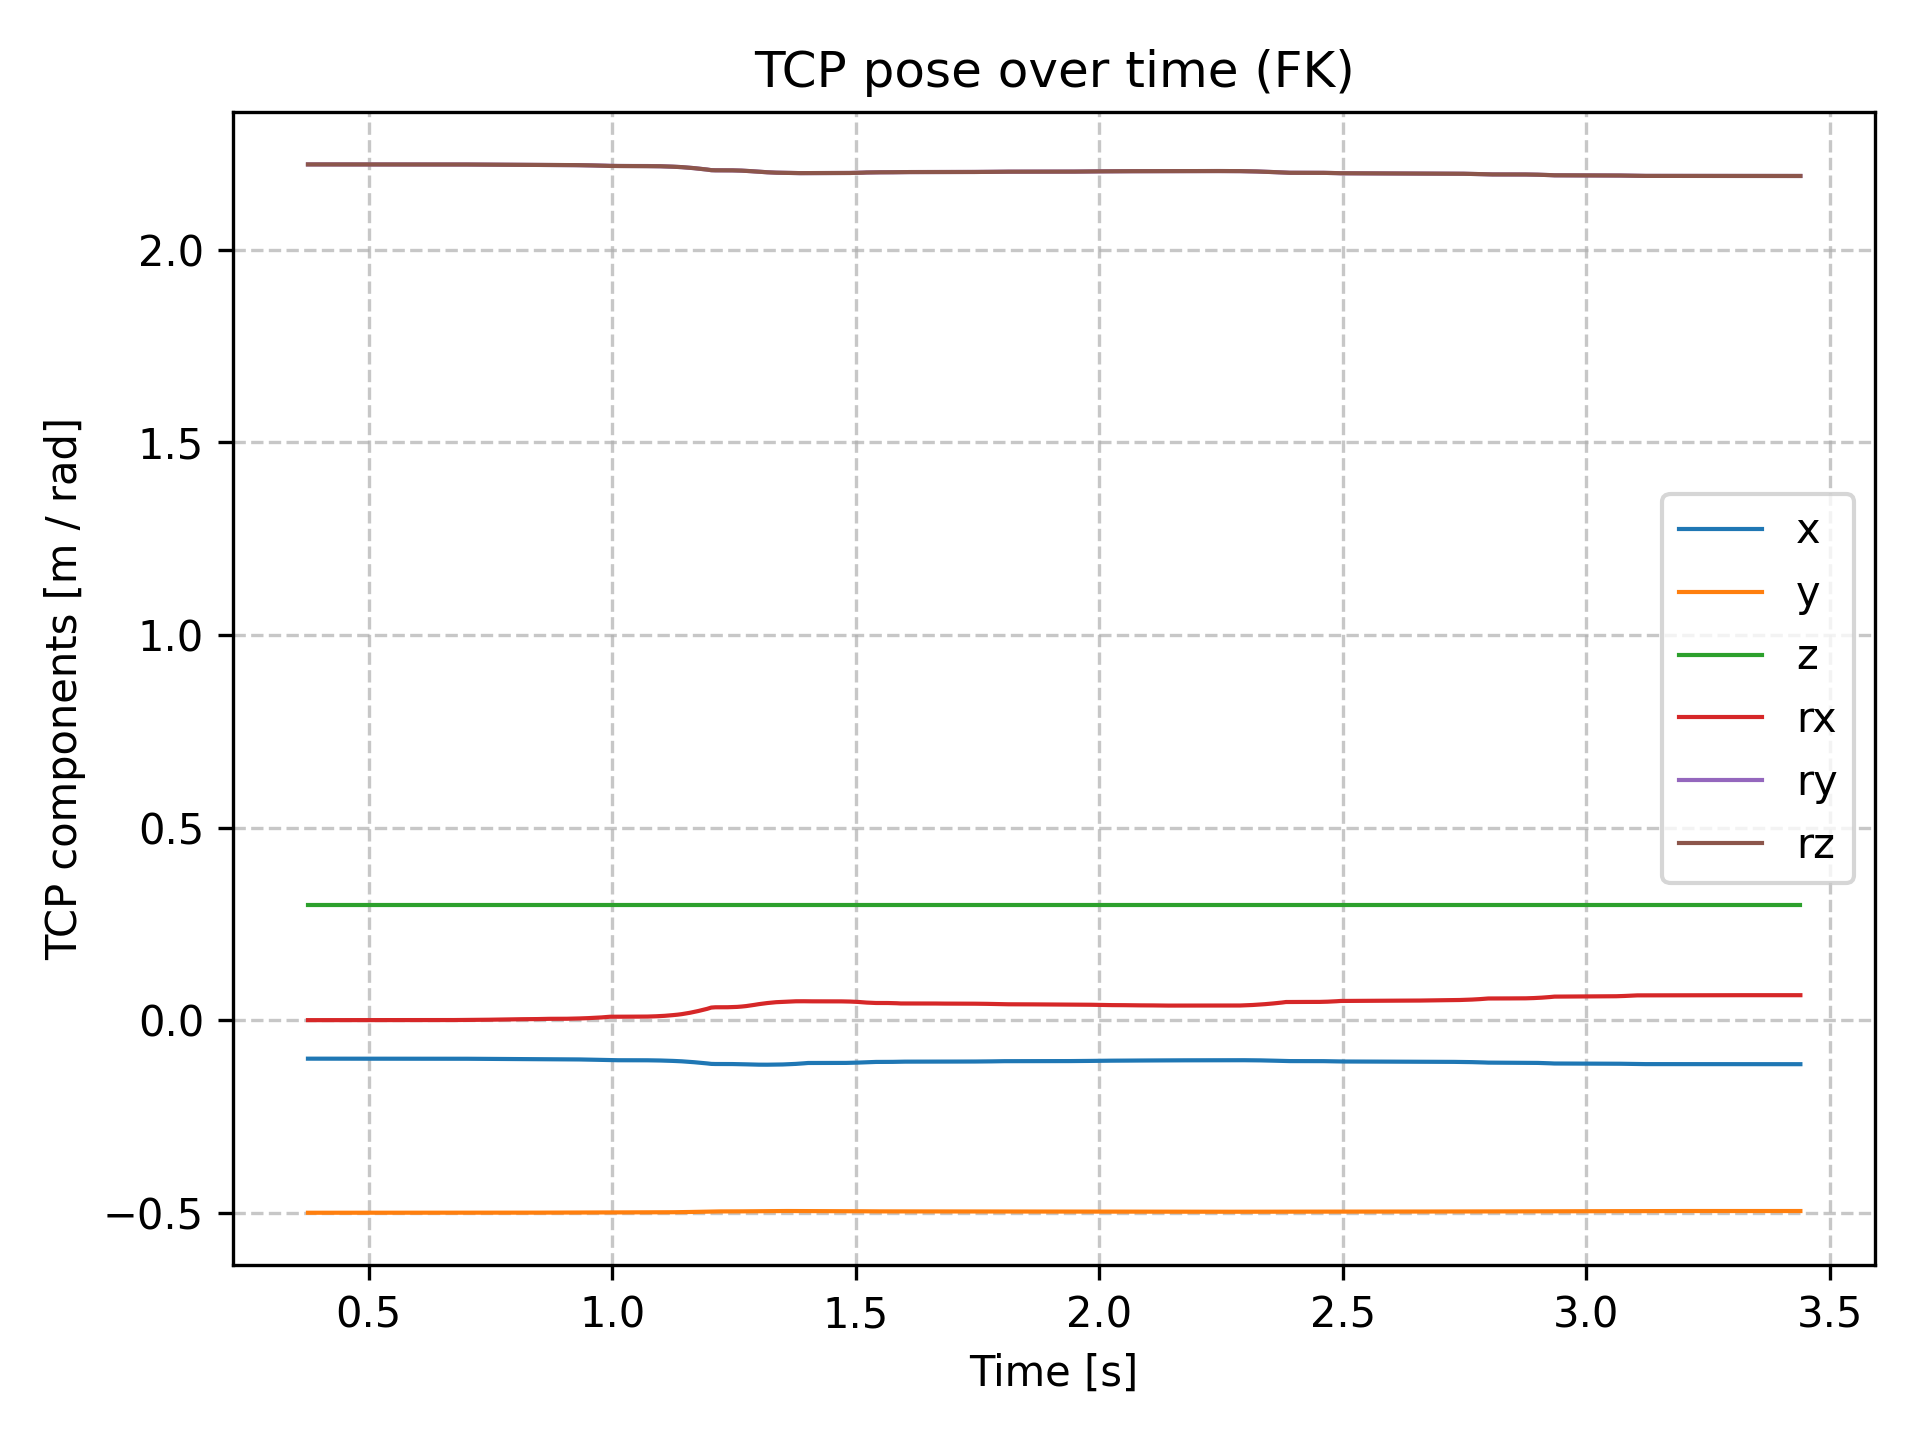 TCP pose over time (FK)
TCP components [m / rad]
2.0
1.5
1.0
0.5
0.0
−0.5
x
y
z
rx
ry
rz
0.5 1.0 1.5 2.0 2.5 3.0 3.5
Time [s]